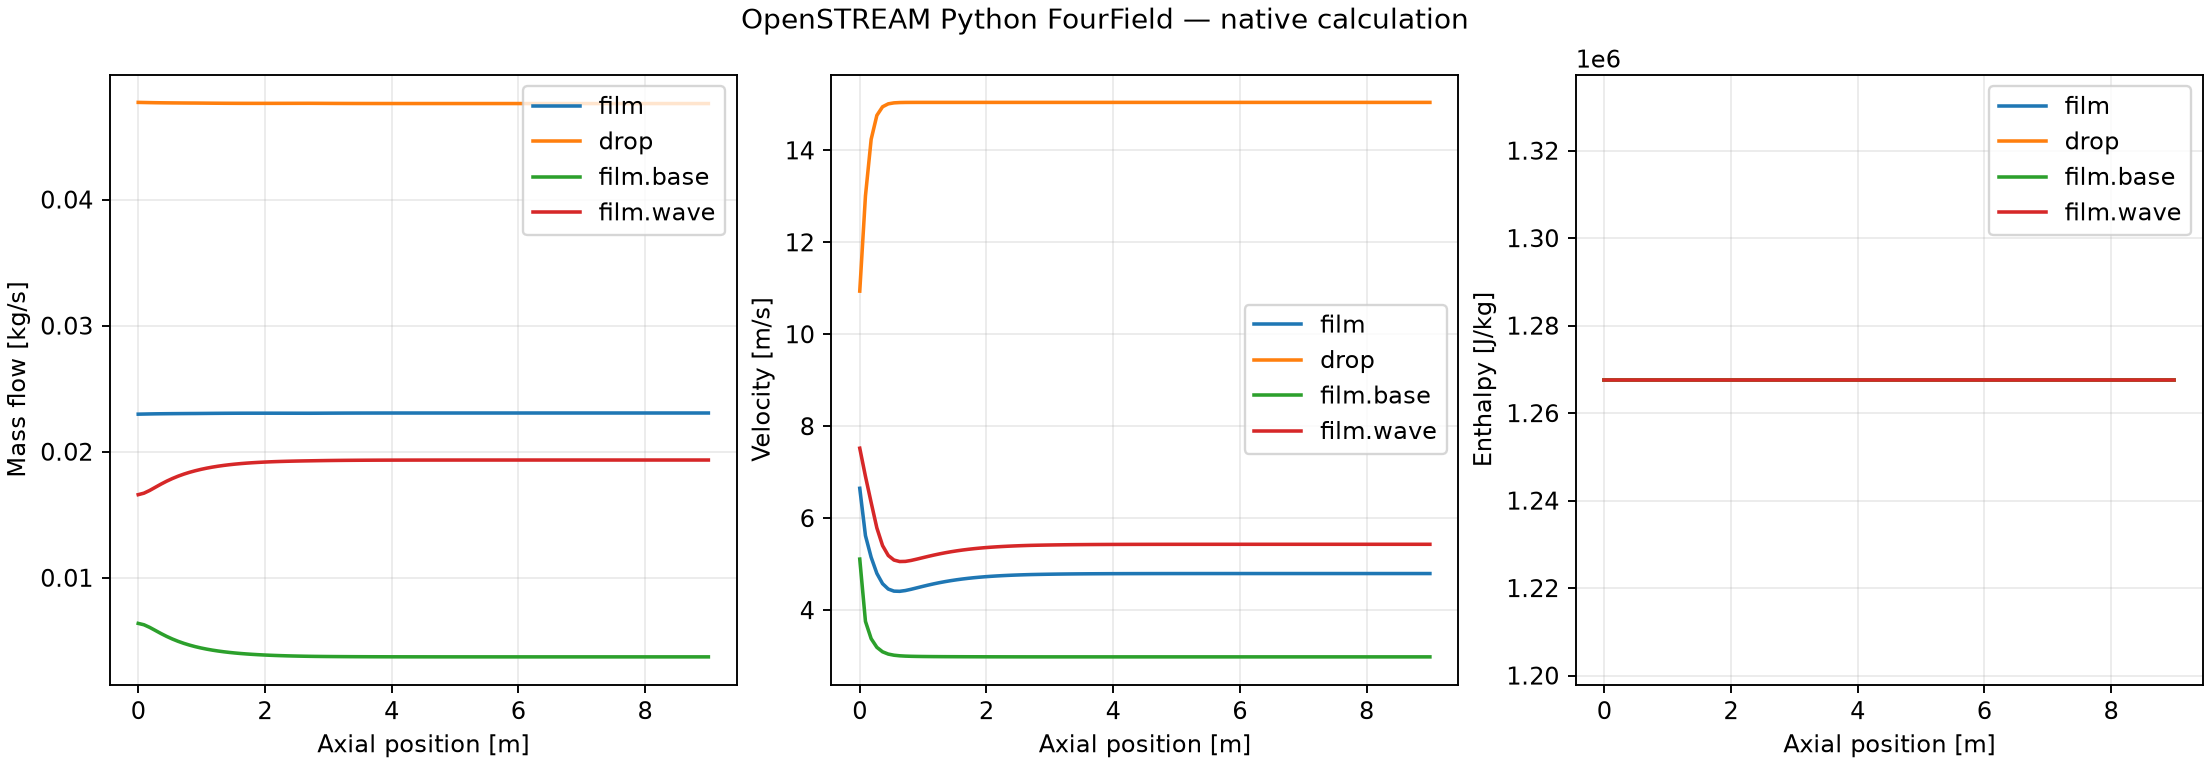 OpenSTREAM Python FourField — native calculation
Mass flow [kg/s]
0.04
0.03
0.02
0.01
0
2
4
6
8
Axial position [m]
film
drop
film.base
film.wave
Velocity [m/s]
14
12
10
8
6
4
0
2
4
6
8
Axial position [m]
film
drop
film.base
film.wave
1e6
Enthalpy [J/kg]
1.32
1.30
1.28
1.26
1.24
1.22
1.20
0
2
4
6
8
Axial position [m]
film
drop
film.base
film.wave